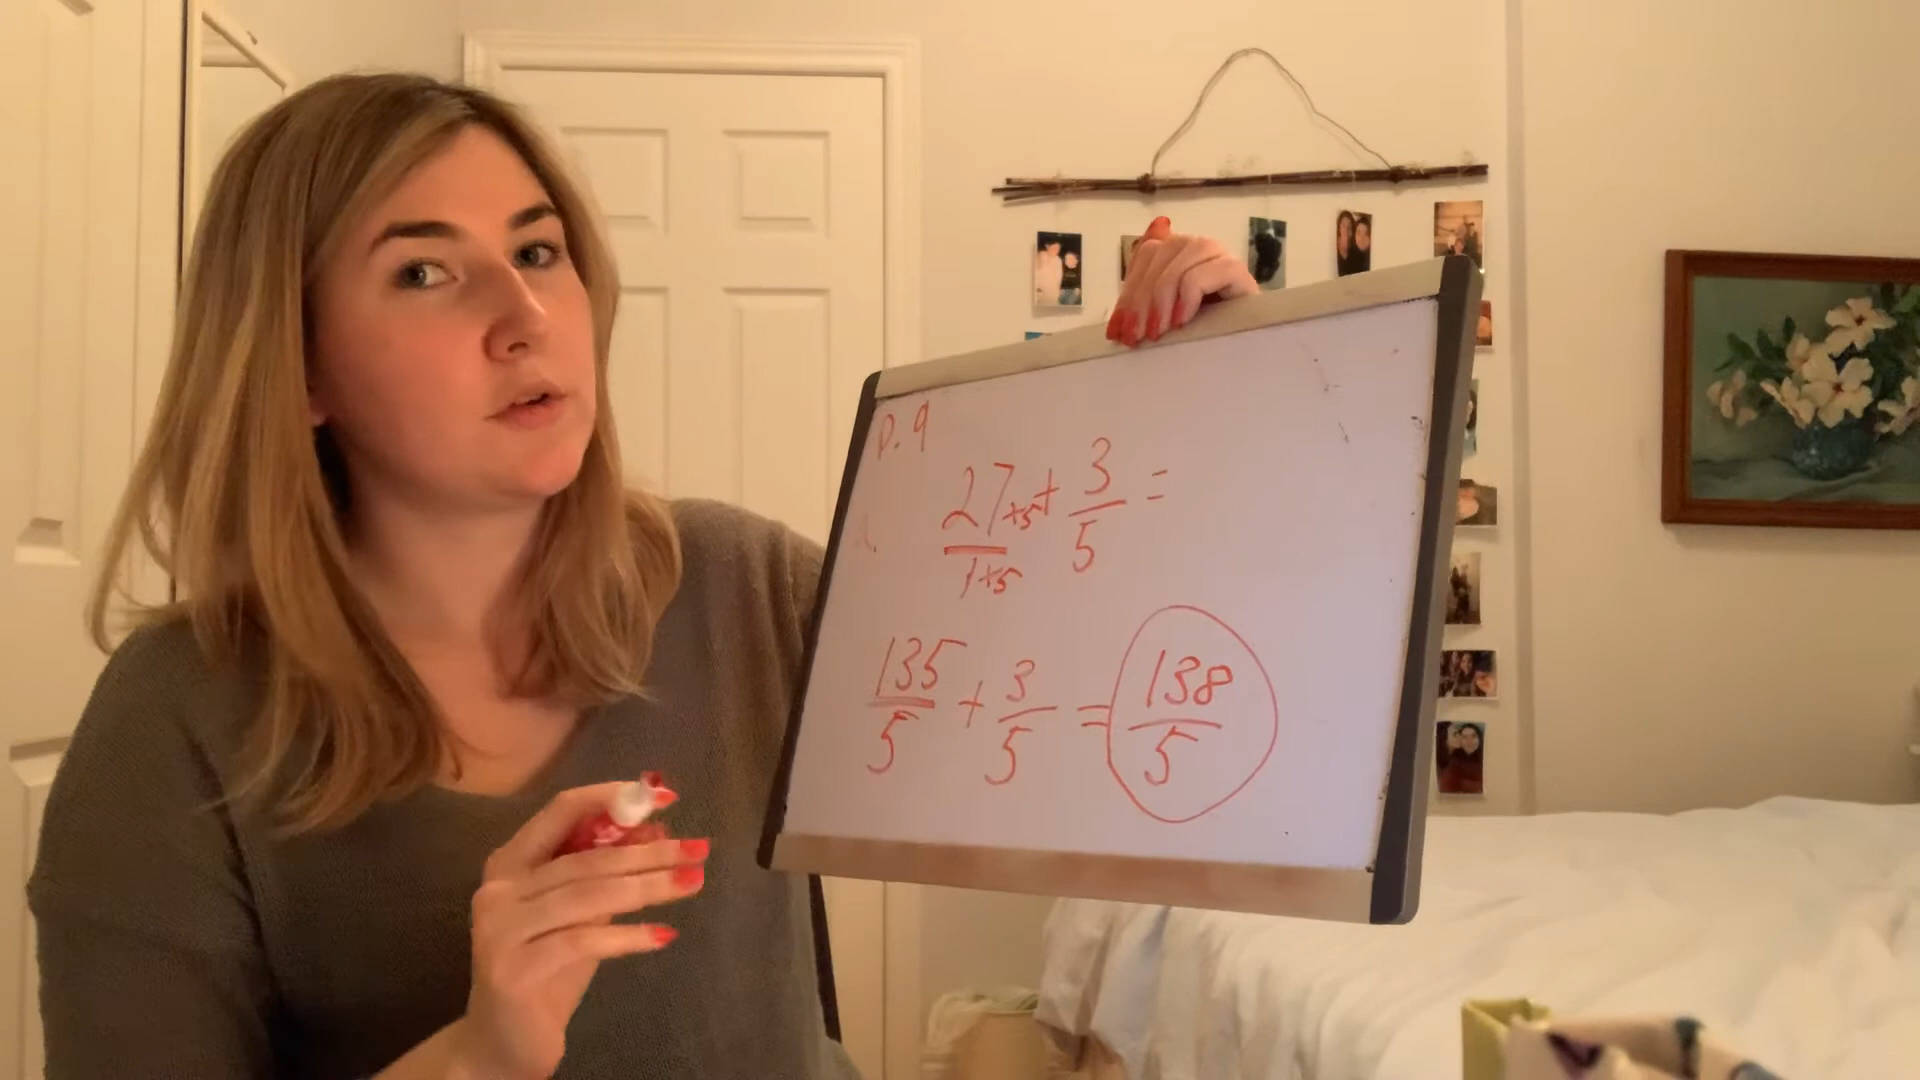 P. 9
27×5/1×5 + 3/5 =
135/5 + 3/5 = 138/5